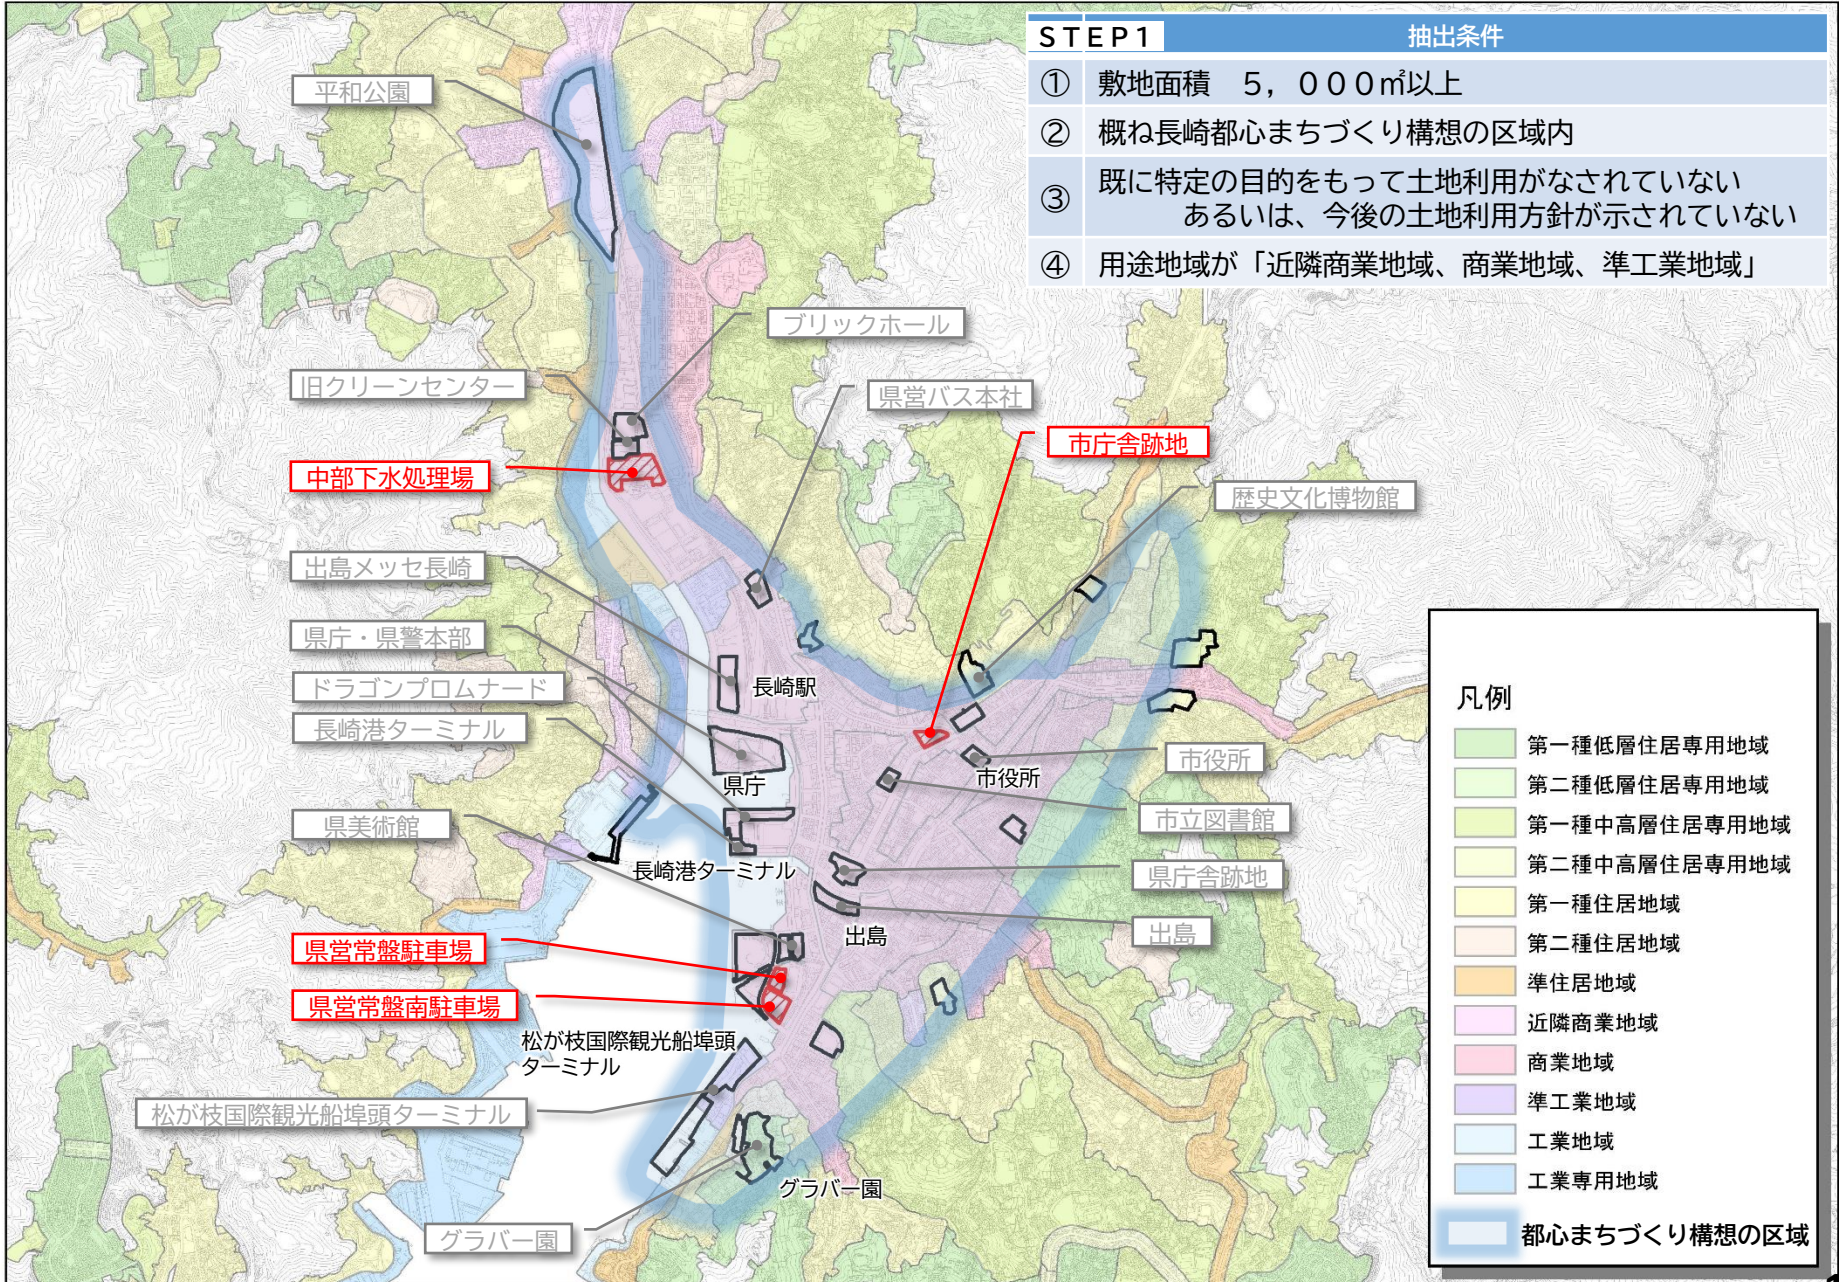 STEP1 抽出条件
① 敷地面積 5,000㎡以上
② 概ね長崎都心まちづくり構想の区域内
③ 既に特定の目的をもって土地利用がなされていない
あるいは、今後の土地利用方針が示されていない
④ 用途地域が「近隣商業地域、商業地域、準工業地域」
平和公園
ブリックホール
旧クリーンセンター
県営バス本社
市庁舎跡地
中部下水処理場
歴史文化博物館
出島メッセ長崎
県庁・県警本部
ドラゴンプロムナード
長崎駅
長崎港ターミナル
県庁
市役所
市役所
県美術館
市立図書館
長崎港ターミナル
県庁舎跡地
出島
出島
県営常盤駐車場
県営常盤南駐車場
松が枝国際観光船埠頭
ターミナル
松が枝国際観光船埠頭ターミナル
グラバー園
グラバー園
凡例
第一種低層住居専用地域
第二種低層住居専用地域
第一種中高層住居専用地域
第二種中高層住居専用地域
第一種住居地域
第二種住居地域
準住居地域
近隣商業地域
商業地域
準工業地域
工業地域
工業専用地域
都心まちづくり構想の区域